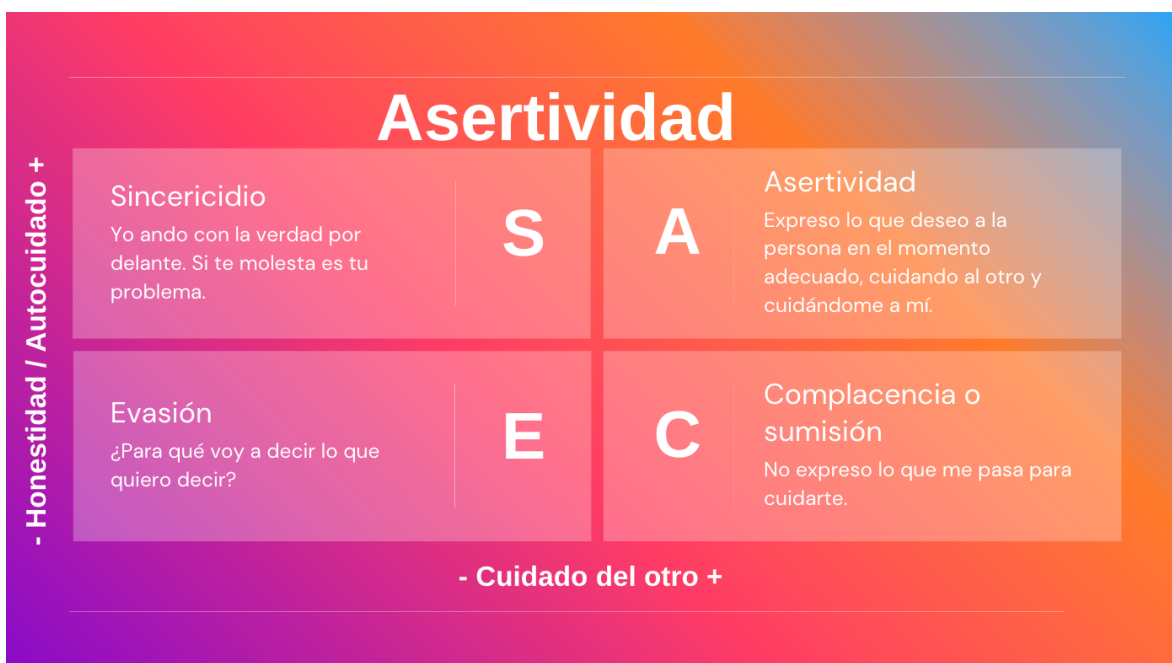 Asertividad
- Honestidad / Autocuidado +
Sincericidio
Yo ando con la verdad por
delante. Si te molesta es tu
problema.
S
A
Asertividad
Expreso lo que deseo a la
persona en el momento
adecuado, cuidando al otro y
cuidándome a mí.
Evasión
¿Para qué voy a decir lo que
quiero decir?
E
C
Complacencia o
sumisión
No expreso lo que me pasa para
cuidarte.
- Cuidado del otro +